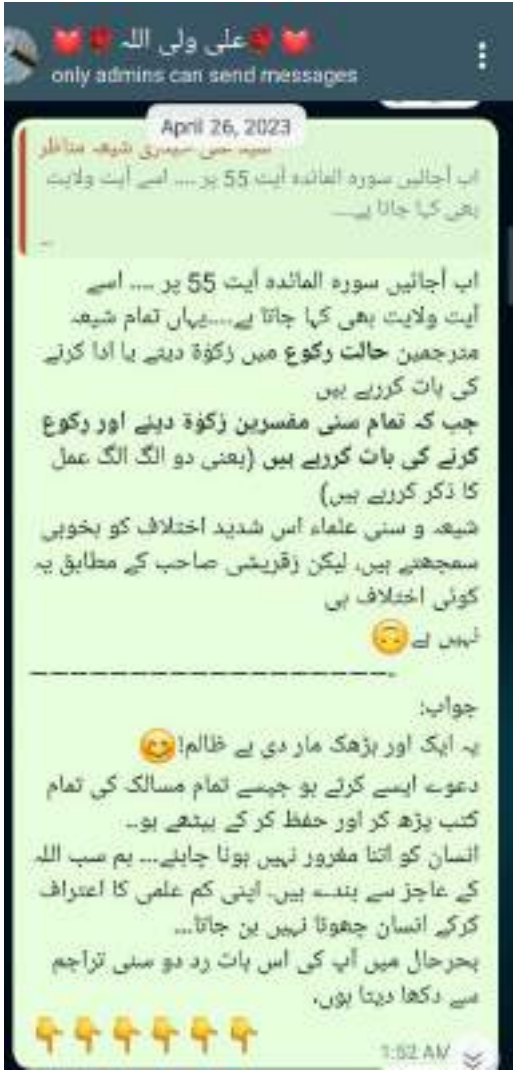 علی ولی اللہ
only admins can send messages
April 26, 2023
سید علی حیدری شیعہ مناظر
اب آجائیں سورہ المائدہ آیت 55 پر .... اسے آیت ولایت
بھی کہا جاتا ہے....
..
اب آجائیں سورہ المائدہ آیت 55 پر .... اسے
آیت ولایت بھی کہا جاتا ہے....یہاں تمام شیعہ
مترجمین حالت رکوع میں زکوٰۃ دینے یا ادا کرنے
کی بات کررہے ہیں
جب کہ تمام سنی مفسرین زکوٰۃ دینے اور رکوع
کرنے کی بات کررہے ہیں (یعنی دو الگ الگ عمل
کا ذکر کررہے ہیں)
شیعہ و سنی علماء اس شدید اختلاف کو بخوبی
سمجھتے ہیں، لیکن زقریشی صاحب کے مطابق یہ
کوئی اختلاف ہی
نہیں ہے🙃
-------------------
جواب:
یہ ایک اور بڑھک مار دی ہے ظالم!😊
دعوے ایسے کرتے ہو جیسے تمام مسالک کی تمام
کتب پڑھ کر اور حفظ کر کے بیٹھے ہو..
انسان کو اتنا مغرور نہیں ہونا چاہئے... ہم سب اللہ
کے عاجز سے بندے ہیں۔ اپنی کم علمی کا اعتراف
کرکے انسان چھوٹا نہیں بن جاتا...
بحرحال میں آپ کی اس بات رد دو سنی تراجم
سے دکھا دیتا ہوں،
👇👇👇👇👇👇
1:52 AM